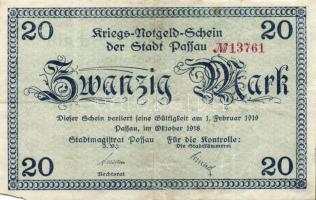 20 20
Kriegs-Notgeld-Schein
der Stadt Passau
№13761
Zwanzig Mark
Dieser Schein verliert seine Gültigkeit am 1. Februar 1919
Passau, im Oktober 1918
Stadtmagistrat Passau Für die Kontrolle:
I. V.: Die Stadtkämmerei
Rechtsrat
20 20